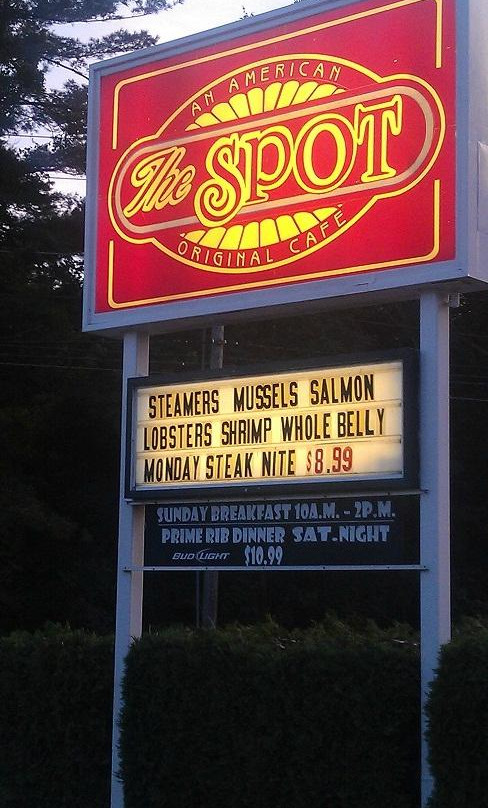 AN AMERICAN
The SPOT
ORIGINAL CAFÉ
STEAMERS MUSSELS SALMON
LOBSTERS SHRIMP WHOLE BELLY
MONDAY STEAK NITE $8.99
SUNDAY BREAKFAST 10A.M. - 2P.M.
PRIME RIB DINNER SAT. NIGHT
BUD LIGHT $10.99